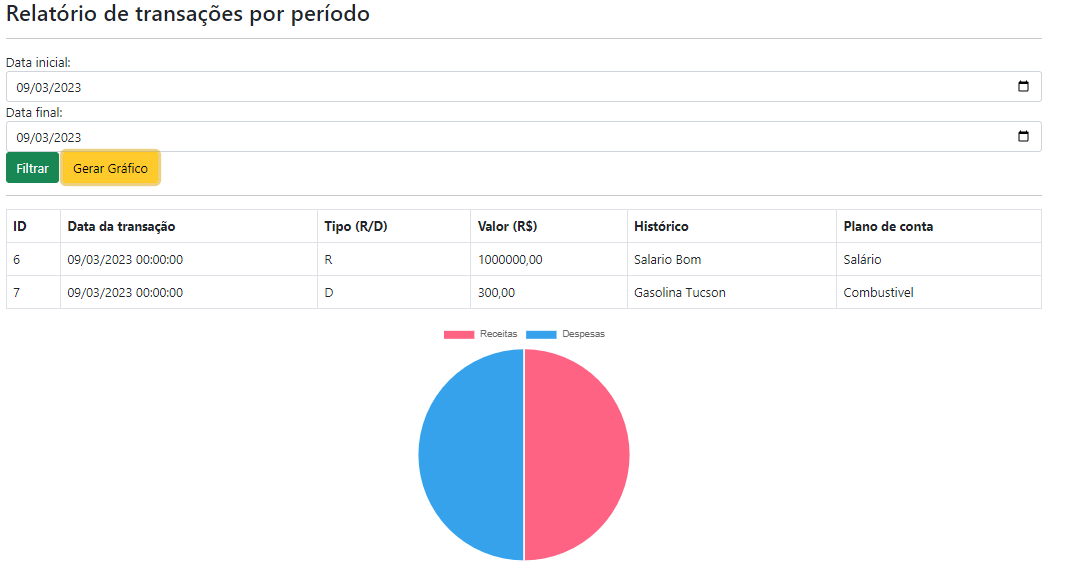 Relatório de transações por período
Data inicial:
09/03/2023
Data final:
09/03/2023
Filtrar Gerar Gráfico
ID Data da transação Tipo (R/D) Valor (R$) Histórico Plano de conta
6 09/03/2023 00:00:00 R 1000000,00 Salario Bom Salário
7 09/03/2023 00:00:00 D 300,00 Gasolina Tucson Combustivel
Receitas Despesas